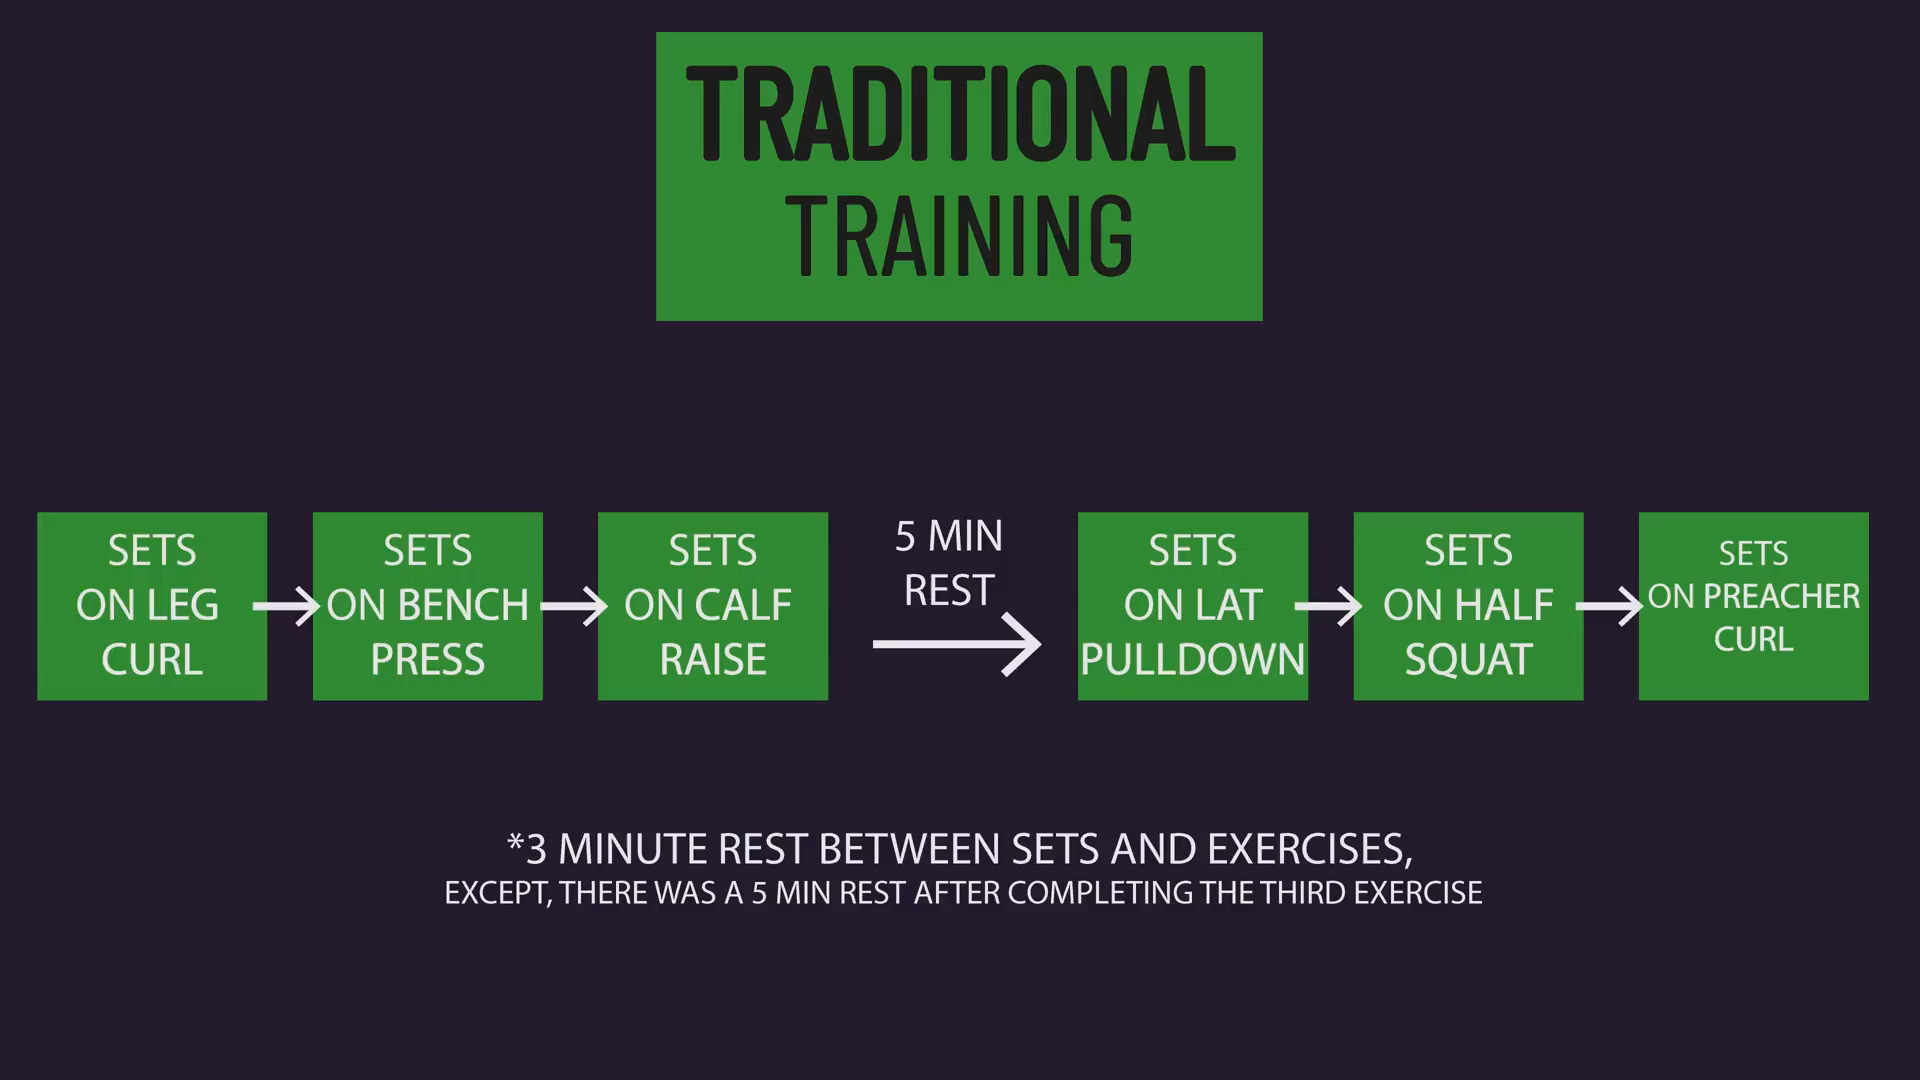 TRADITIONAL
TRAINING
SETS
ON LEG
CURL
SETS
ON BENCH
PRESS
SETS
ON CALF
RAISE
5 MIN
REST
SETS
ON LAT
PULLDOWN
SETS
ON HALF
SQUAT
SETS
ON PREACHER
CURL
*3 MINUTE REST BETWEEN SETS AND EXERCISES,
EXCEPT, THERE WAS A 5 MIN REST AFTER COMPLETING THE THIRD EXERCISE